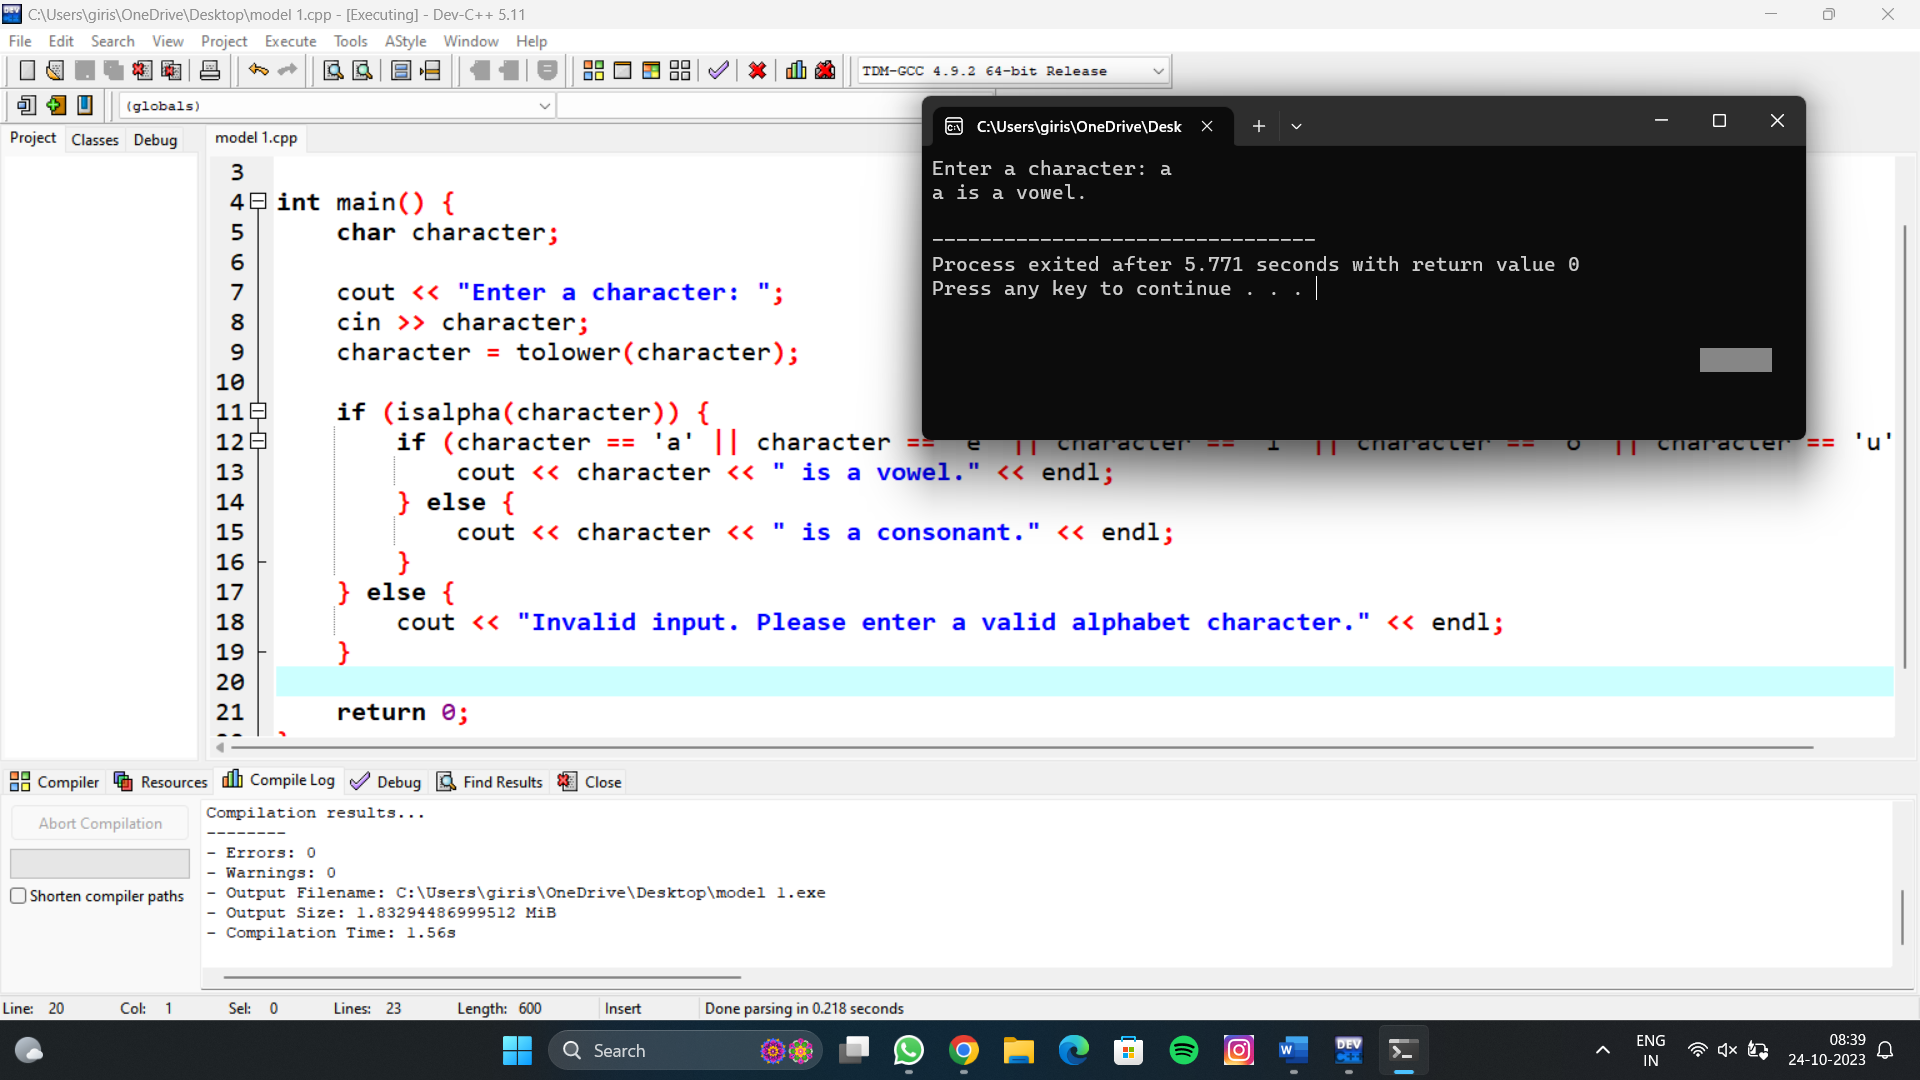 C:\Users\giris\OneDrive\Desktop\model 1.cpp - [Executing] - Dev-C++ 5.11
File Edit Search View Project Execute Tools AStyle Window Help
TDM-GCC 4.9.2 64-bit Release
(globals)
Project Classes Debug
model 1.cpp
C:\Users\giris\OneDrive\Desk
Enter a character: a
a is a vowel.
--------------------------------
Process exited after 5.771 seconds with return value 0
Press any key to continue . . .
3
4 int main() {
5 char character;
6
7 cout << "Enter a character: ";
8 cin >> character;
9 character = tolower(character);
10
11 if (isalpha(character)) {
12 if (character == 'a' || character == 'e' || character == 'i' || character == 'o' || character == 'u'
13 cout << character << " is a vowel." << endl;
14 } else {
15 cout << character << " is a consonant." << endl;
16 }
17 } else {
18 cout << "Invalid input. Please enter a valid alphabet character." << endl;
19 }
20
21 return 0;
Compiler Resources Compile Log Debug Find Results Close
Abort Compilation
Shorten compiler paths
Compilation results...
--------
- Errors: 0
- Warnings: 0
- Output Filename: C:\Users\giris\OneDrive\Desktop\model 1.exe
- Output Size: 1.83294486999512 MiB
- Compilation Time: 1.56s
Line: 20 Col: 1 Sel: 0 Lines: 23 Length: 600 Insert Done parsing in 0.218 seconds
Search
DEV C++
ENG
IN
08:39
24-10-2023